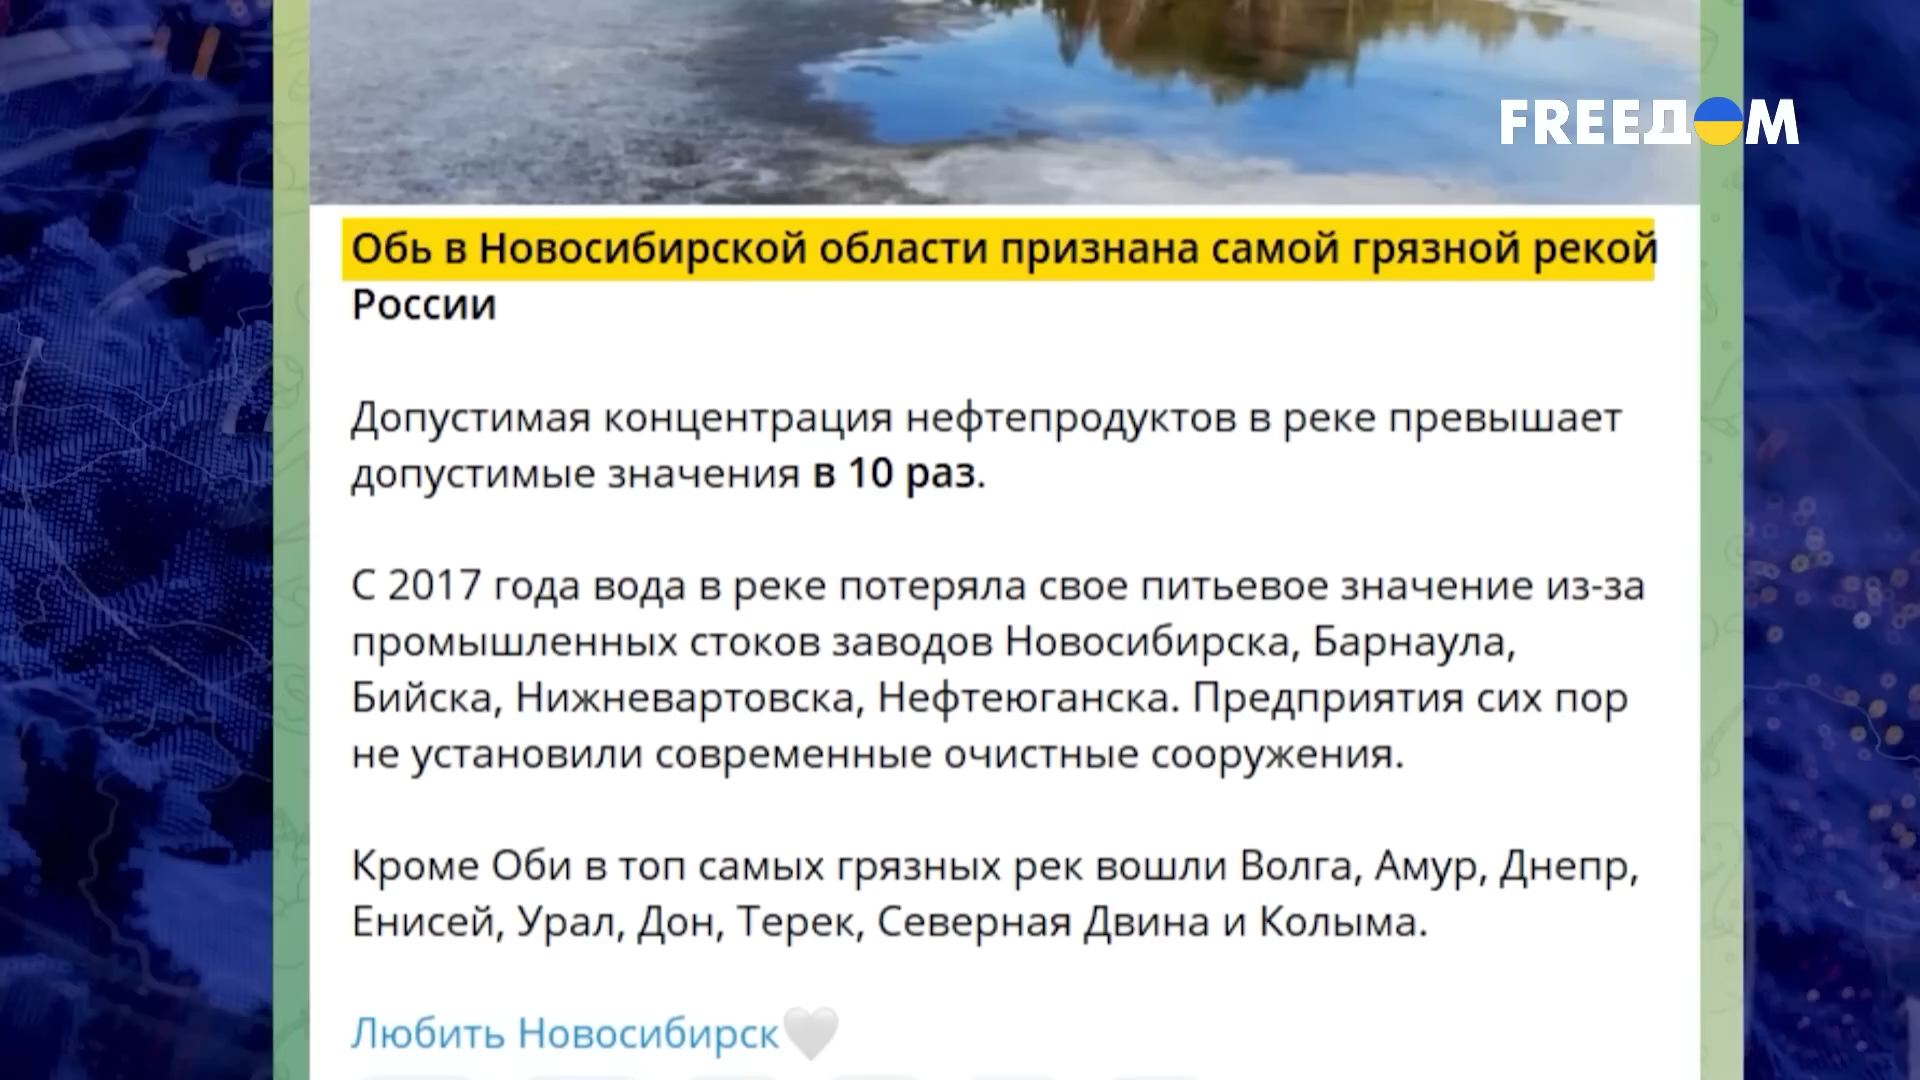 FREEДOM
Обь в Новосибирской области признана самой грязной рекой
России
Допустимая концентрация нефтепродуктов в реке превышает
допустимые значения в 10 раз.
С 2017 года вода в реке потеряла свое питьевое значение из-за
промышленных стоков заводов Новосибирска, Барнаула,
Бийска, Нижневартовска, Нефтеюганска. Предприятия сих пор
не установили современные очистные сооружения.
Кроме Оби в топ самых грязных рек вошли Волга, Амур, Днепр,
Енисей, Урал, Дон, Терек, Северная Двина и Колыма.
Любить Новосибирск🤍